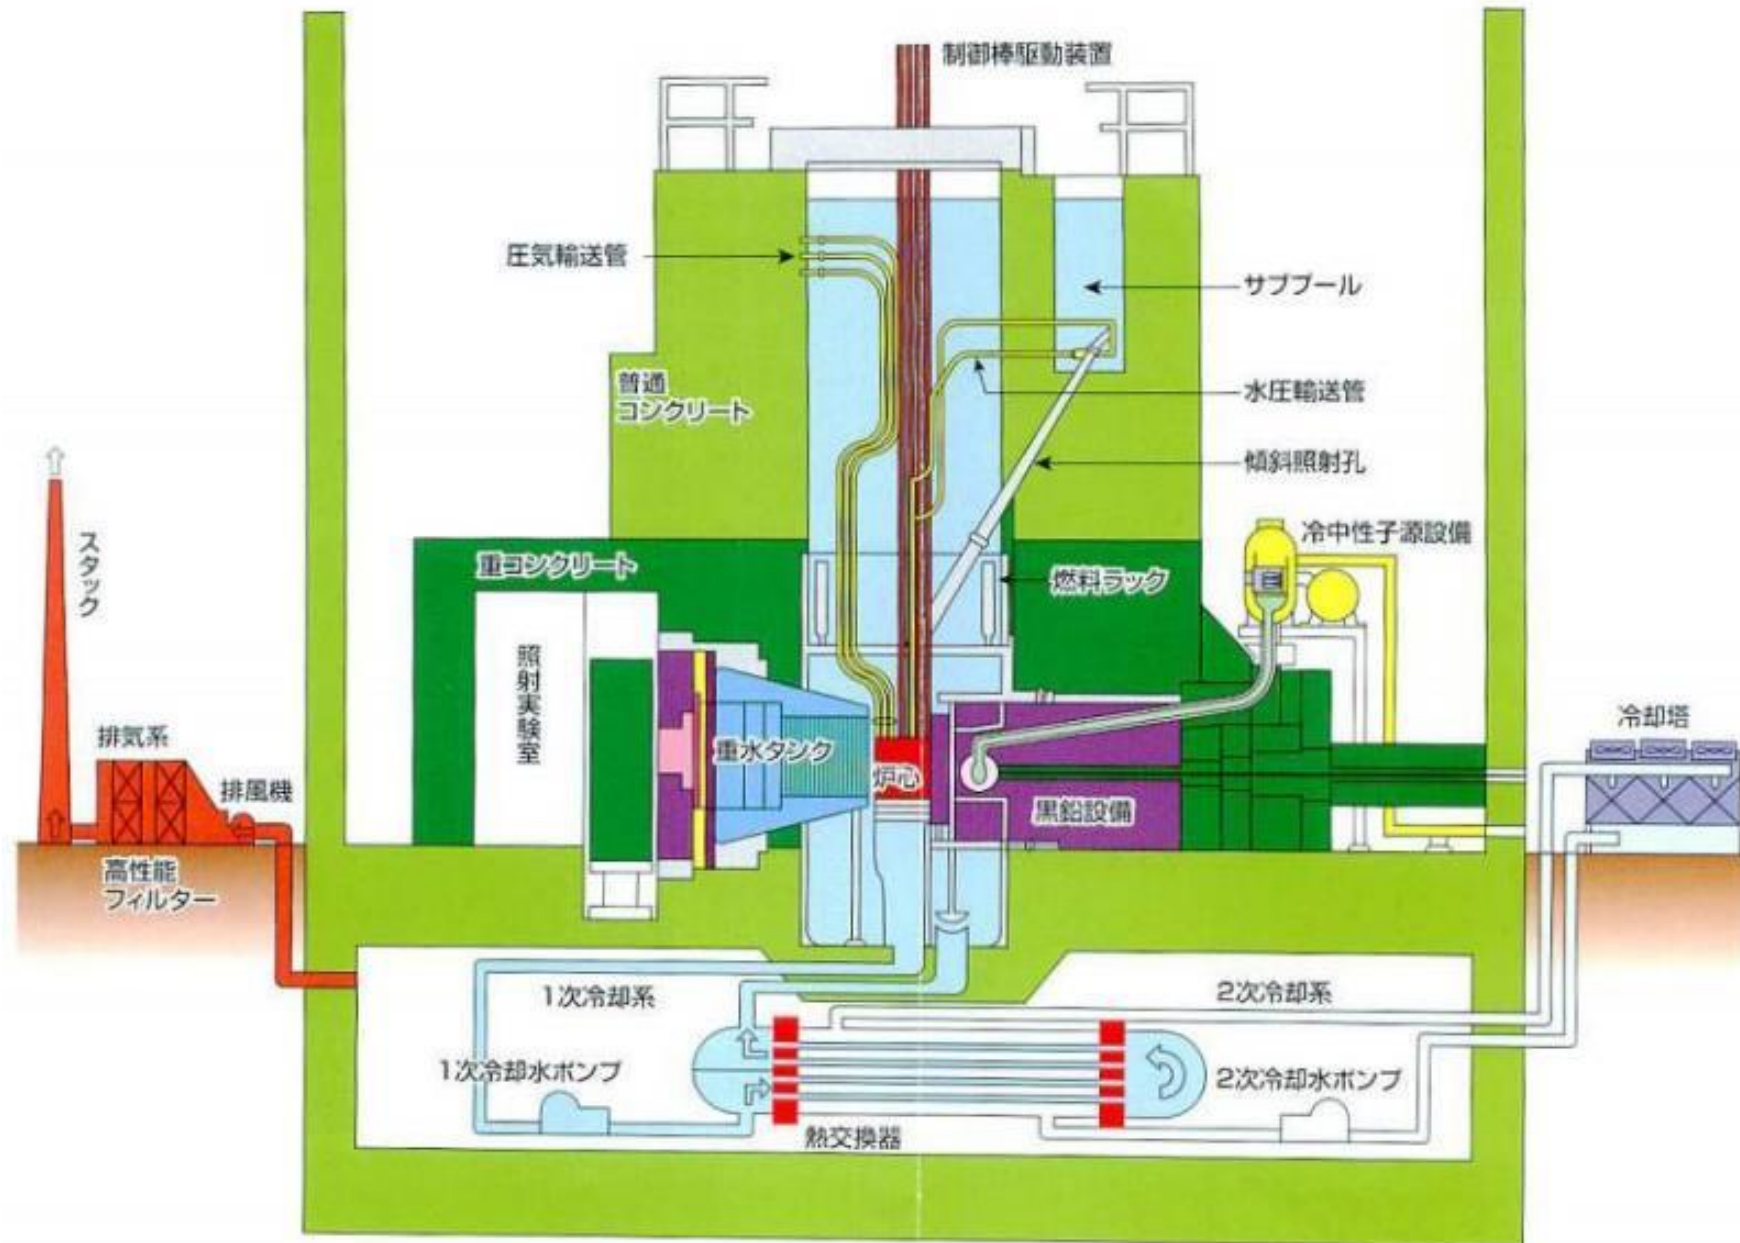 制御棒駆動装置
圧気輸送管
サブプール
普通
コンクリート
水圧輸送管
傾斜照射孔
スタック
重コンクリート
燃料ラック
冷中性子源設備
照射実験室
排気系
排風機
重水タンク
炉心
黒鉛設備
冷却塔
高性能
フィルター
1次冷却系
2次冷却系
1次冷却水ポンプ
2次冷却水ポンプ
熱交換器